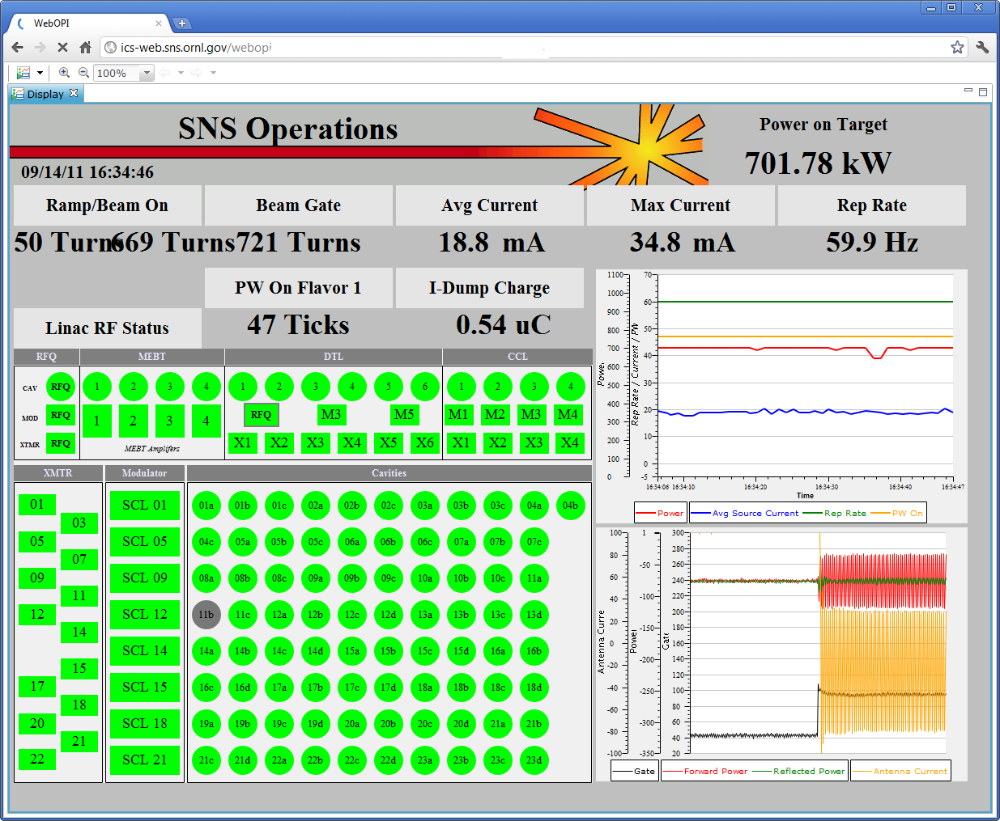 WebOPI
ics-web.sns.ornl.gov/webopi
100%
Display
SNS Operations
Power on Target
701.78 kW
09/14/11 16:34:46
Ramp/Beam On Beam Gate Avg Current Max Current Rep Rate
50 Turns 669 Turns 721 Turns 18.8 mA 34.8 mA 59.9 Hz
PW On Flavor 1 I-Dump Charge
47 Ticks 0.54 uC
Linac RF Status
RFQ MEBT DTL CCL
CAV RFQ 1 2 3 4 1 2 3 4 5 6 1 2 3 4
MOD RFQ 1 2 3 4 RFQ M3 M5 M1 M2 M3 M4
XTMR RFQ MEBT Amplifers X1 X2 X3 X4 X5 X6 X1 X2 X3 X4
XMTR Modulator Cavities
01 SCL 01 01a 01b 01c 02a 02b 02c 03a 03b 03c 04a 04b
03
05 SCL 05 04c 05a 05b 05c 06a 06b 06c 07a 07b 07c
07
09 SCL 09 08a 08b 08c 09a 09b 09c 10a 10b 10c 11a
11
12 SCL 12 11b 11c 12a 12b 12c 12d 13a 13b 13c 13d
14
SCL 14 14a 14b 14c 14d 15a 15b 15c 15d 16a 16b
15
17 SCL 15 16c 16d 17a 17b 17c 17d 18a 18b 18c 18d
18
20 SCL 18 19a 19b 19c 19d 20a 20b 20c 20d 21a 21b
21
22 SCL 21 21c 21d 22a 22b 22c 22d 23a 23b 23c 23d
1100 1000 900 800 700 600 500 400 300 200 100 0
Power
70 60 50 40 30 20 10 0 -5
Rep Rate / Current / PW
16:34:06 16:34:10 16:34:20 16:34:30 16:34:40 16:34:47
Time
Power Avg Source Current Rep Rate PW On
100 80 60 40 20 0 -20 -40 -60 -80 -100
Antenna Curre
1 -50 -100 -150 -200 -250 -300 -350
Power
300 280 260 240 220 200 180 160 140 120 100 80 60 40 20
Gate
Gate Forward Power Reflected Power Antenna Current